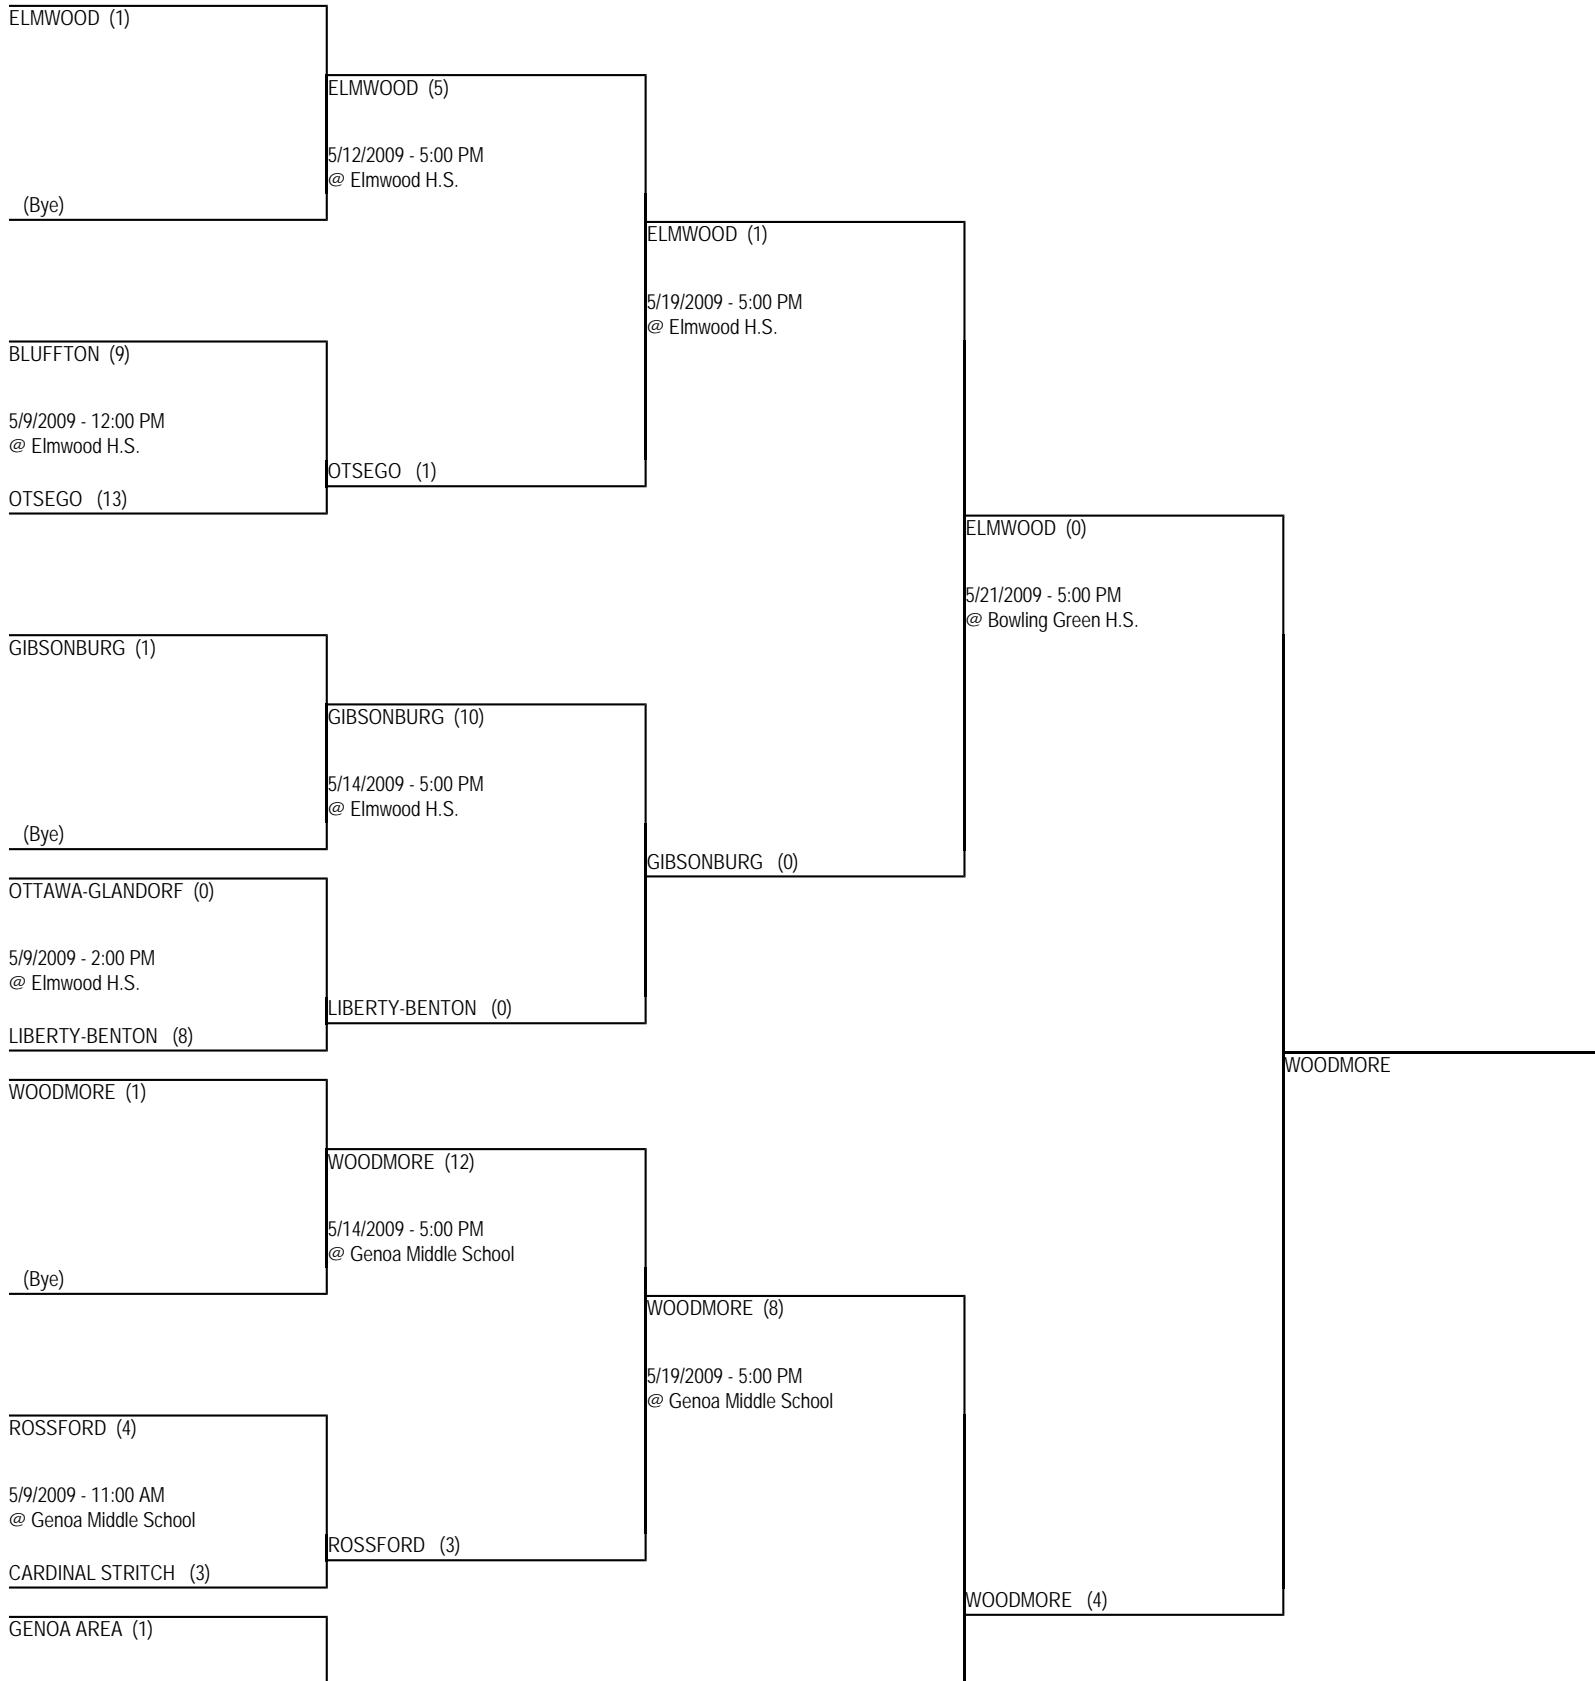 ELMWOOD (1)
ELMWOOD (5)
5/12/2009 - 5:00 PM
@ Elmwood H.S.
(Bye)
ELMWOOD (1)
5/19/2009 - 5:00 PM
@ Elmwood H.S.
BLUFFTON (9)
5/9/2009 - 12:00 PM
@ Elmwood H.S.
OTSEGO (1)
OTSEGO (13)
ELMWOOD (0)
5/21/2009 - 5:00 PM
@ Bowling Green H.S.
GIBSONBURG (1)
GIBSONBURG (10)
5/14/2009 - 5:00 PM
@ Elmwood H.S.
(Bye)
GIBSONBURG (0)
OTTAWA-GLANDORF (0)
5/9/2009 - 2:00 PM
@ Elmwood H.S.
LIBERTY-BENTON (0)
LIBERTY-BENTON (8)
WOODMORE
WOODMORE (1)
WOODMORE (12)
5/14/2009 - 5:00 PM
@ Genoa Middle School
(Bye)
WOODMORE (8)
5/19/2009 - 5:00 PM
@ Genoa Middle School
ROSSFORD (4)
5/9/2009 - 11:00 AM
@ Genoa Middle School
ROSSFORD (3)
CARDINAL STRITCH (3)
WOODMORE (4)
GENOA AREA (1)